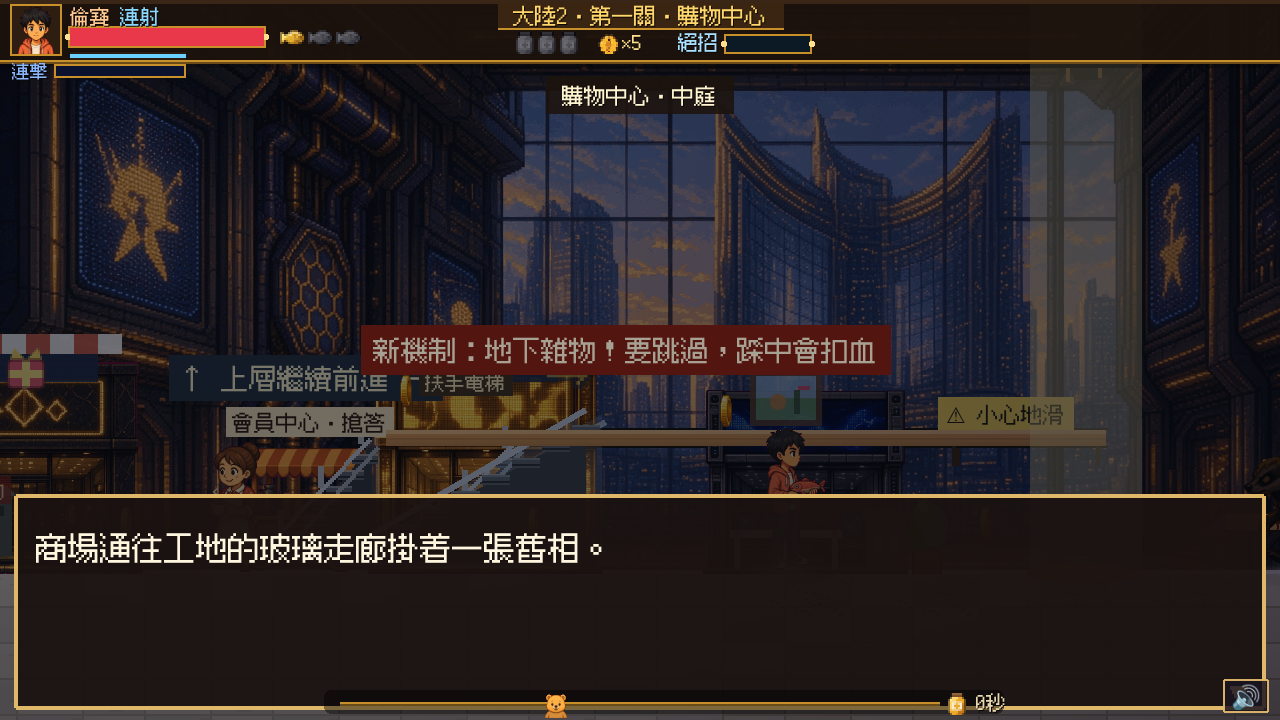 倫寶 連射
大陸2·第一關·購物中心
×5
絕招
連擊
購物中心·中庭
新機制：地下雜物！要跳過，踩中會扣血
↑ 上層繼續前進
扶手電梯
會員中心·搶答
⚠ 小心地滑
商場通往工地的玻璃走廊掛着一張舊相。
0秒